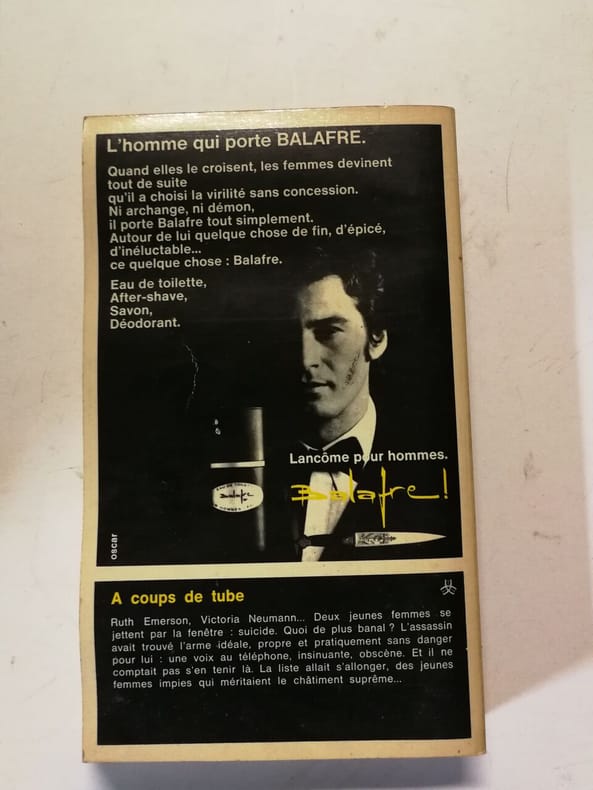 L'homme qui porte BALAFRE.
Quand elles le croisent, les femmes devinent
tout de suite
qu'il a choisi la virilité sans concession.
Ni archange, ni démon,
il porte Balafre tout simplement.
Autour de lui quelque chose de fin, d'épicé,
d'inéluctable...
ce quelque chose : Balafre.
Eau de toilette,
After-shave,
Savon,
Déodorant.
Lancôme pour hommes.
Balafre!
EAU DE TOILETTE
Balafre
oscar
A coups de tube
Ruth Emerson, Victoria Neumann... Deux jeunes femmes se
jettent par la fenêtre : suicide. Quoi de plus banal ? L'assassin
avait trouvé l'arme idéale, propre et pratiquement sans danger
pour lui : une voix au téléphone, insinuante, obscène. Et il ne
comptait pas s'en tenir là. La liste allait s'allonger, des jeunes
femmes impies qui méritaient le châtiment suprême...